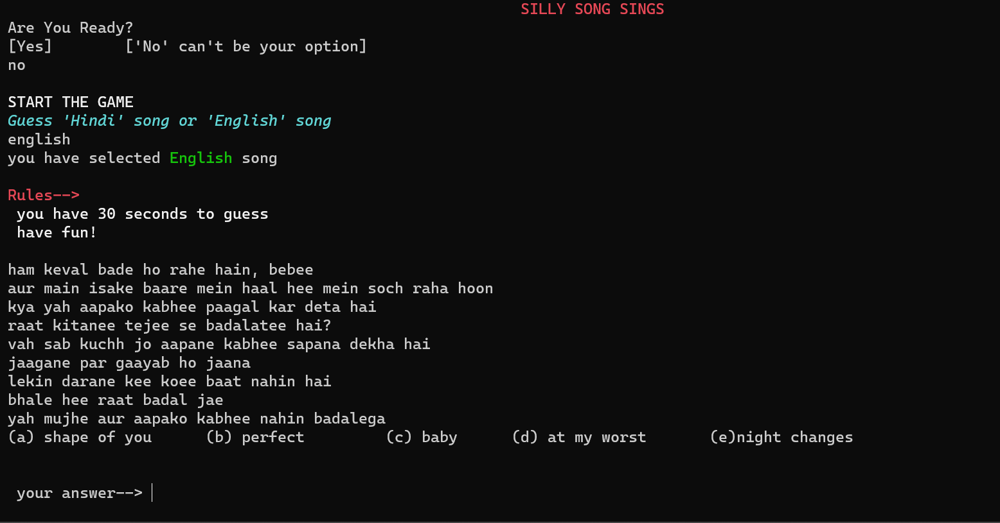 SILLY SONG SINGS
Are You Ready?
[Yes]        ['No' can't be your option]
no
START THE GAME
Guess 'Hindi' song or 'English' song
english
you have selected English song
Rules-->
you have 30 seconds to guess
have fun!
ham keval bade ho rahe hain, bebee
aur main isake baare mein haal hee mein soch raha hoon
kya yah aapako kabhee paagal kar deta hai
raat kitanee tejee se badalatee hai?
vah sab kuchh jo aapane kabhee sapana dekha hai
jaagane par gaayab ho jaana
lekin darane kee koee baat nahin hai
bhale hee raat badal jae
yah mujhe aur aapako kabhee nahin badalega
(a) shape of you      (b) perfect         (c) baby      (d) at my worst       (e)night changes
your answer-->